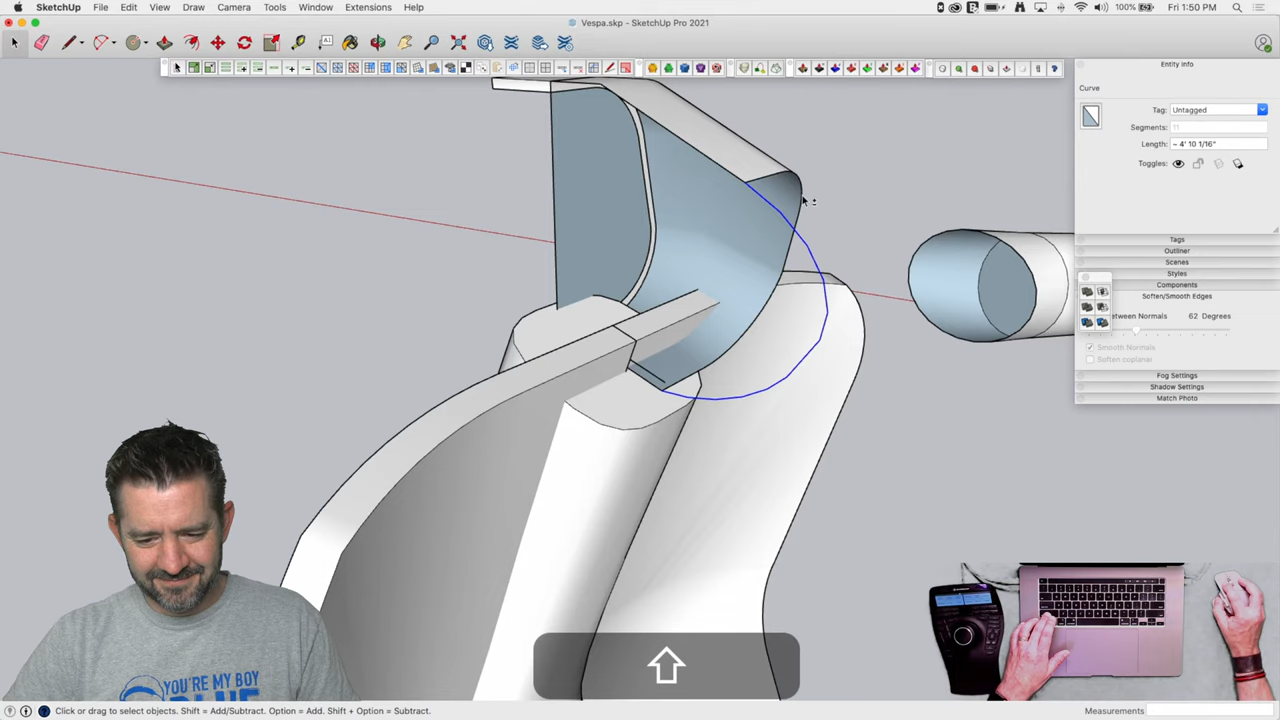 SketchUp File Edit View Draw Camera Tools Window Extensions Help
100% Fri 1:50 PM
Vespa.skp - SketchUp Pro 2021
Entity Info
Curve
Tag: Untagged
Segments: 11
Length: ~ 4' 10 1/16"
Toggles:
Tags
Outliner
Scenes
Styles
Components
Soften/Smooth Edges
etween Normals 62 Degrees
Smooth Normals
Soften coplanar
Fog Settings
Shadow Settings
Match Photo
YOU'RE MY BOY
Click or drag to select objects. Shift = Add/Subtract. Option = Add. Shift + Option = Subtract.
Measurements